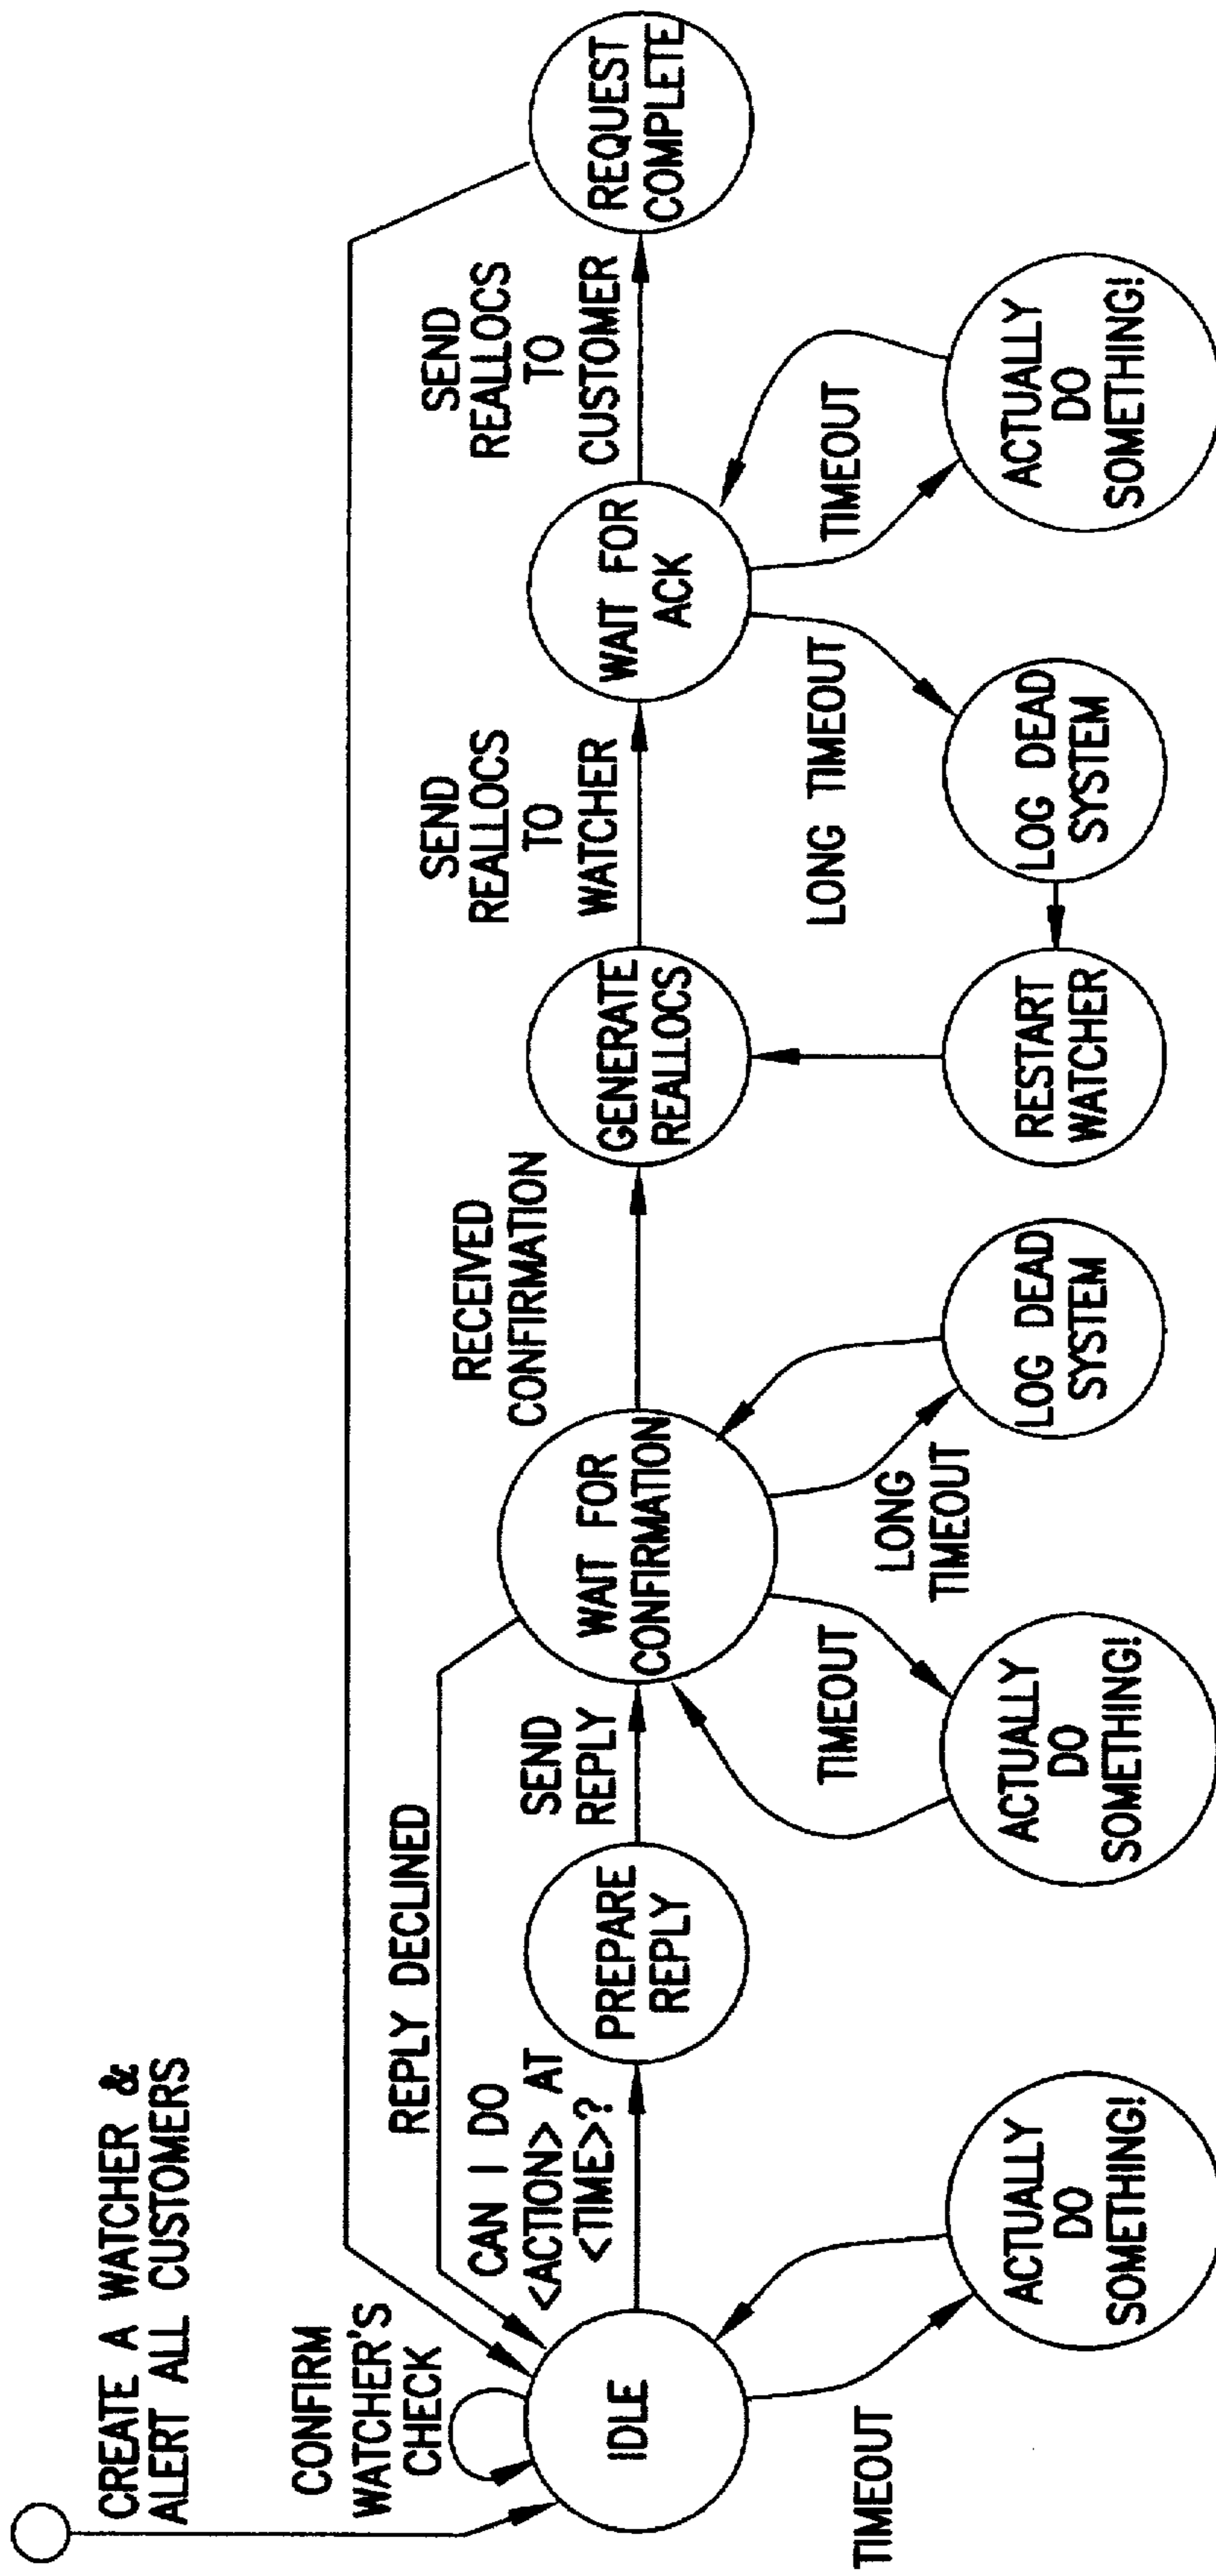 CREATE A WATCHER &
ALERT ALL CUSTOMERS
CONFIRM
WATCHER'S
CHECK
IDLE
TIMEOUT
ACTUALLY
DO
SOMETHING!
REPLY DECLINED
CAN I DO
<ACTION> AT
<TIME>?
PREPARE
REPLY
SEND
REPLY
WAIT FOR
CONFIRMATION
TIMEOUT
ACTUALLY
DO
SOMETHING!
LONG
TIMEOUT
LOG DEAD
SYSTEM
RECEIVED
CONFIRMATION
GENERATE
REALLOCS
RESTART
WATCHER
SEND
REALLOCS
TO
WATCHER
WAIT FOR
ACK
LONG TIMEOUT
LOG DEAD
SYSTEM
TIMEOUT
ACTUALLY
DO
SOMETHING!
SEND
REALLOCS
TO
CUSTOMER
REQUEST
COMPLETE